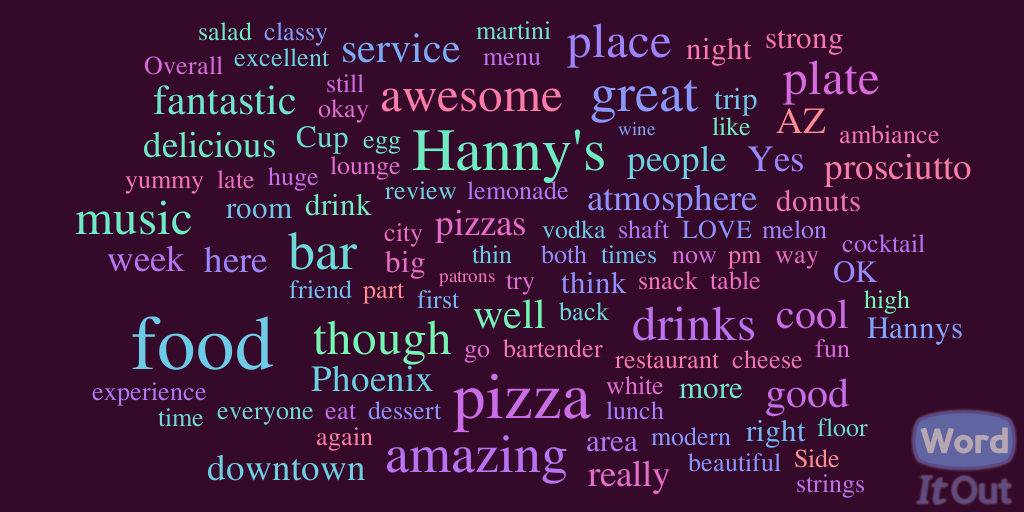 salad classy service martini place night strong
Overall excellent menu
fantastic still okay awesome great trip plate
wine like AZ ambiance
delicious Cup egg Hanny's people Yes prosciutto
yummy late huge lounge review lemonade atmosphere donuts
music room drink pizzas vodka shaft LOVE melon
week here bar city big thin both times now pm way cocktail
friend part patrons try think snack table OK
first well back drinks cool high Hannys
food though go bartender restaurant cheese fun
experience Phoenix pizza white more good
time everyone eat dessert lunch
again amazing area modern right floor
downtown really beautiful Side
strings
Word
It Out